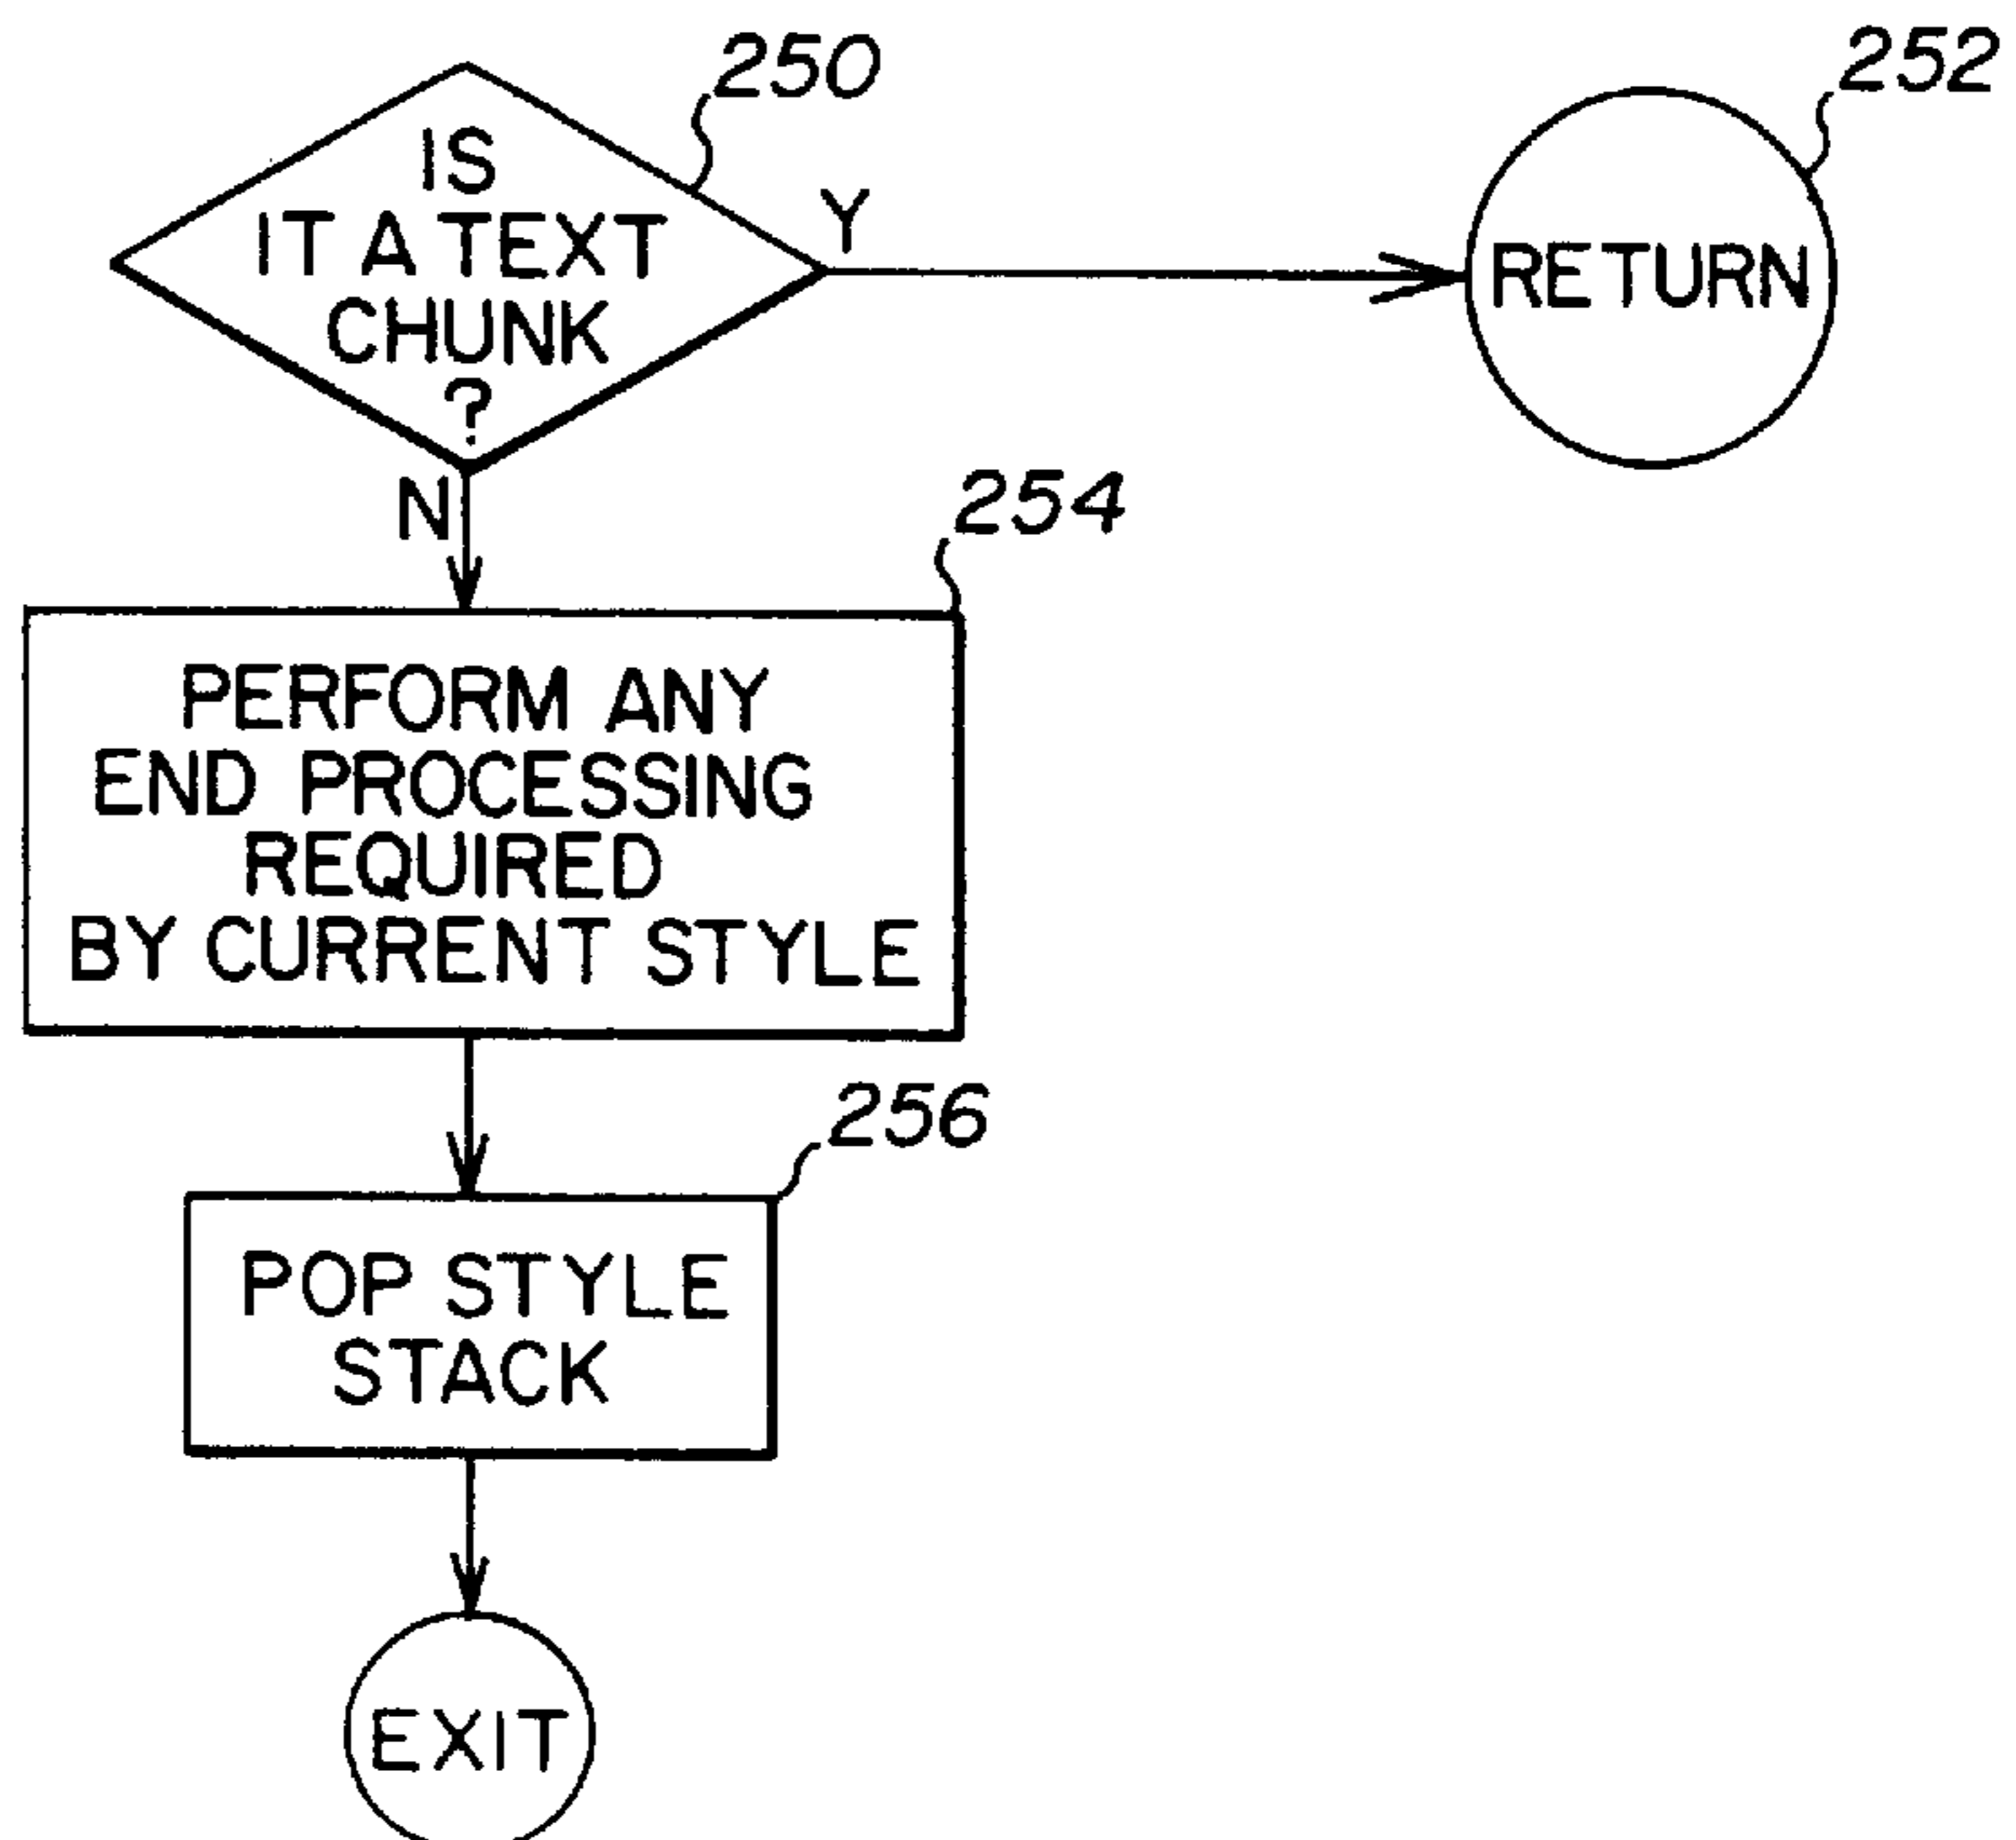 250
252
IS
IT A TEXT
CHUNK
?
Y
RETURN
N
254
PERFORM ANY
END PROCESSING
REQUIRED
BY CURRENT STYLE
256
POP STYLE
STACK
EXIT